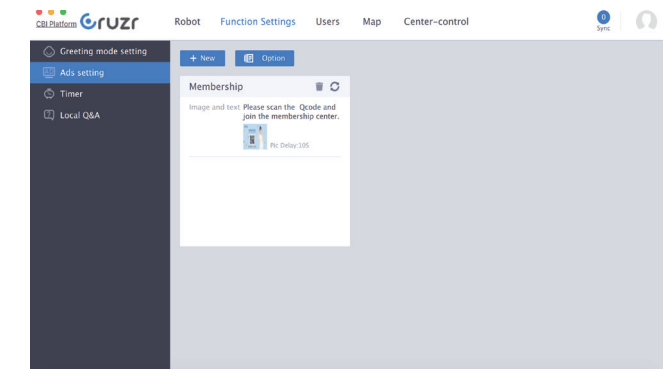 CBI Platform Cruzr
Robot Function Settings Users Map Center-control
0
Sync
Greeting mode setting
Ads setting
Timer
Local Q&A
+ New
Option
Membership
Image and text Please scan the Qcode and
join the membership center.
Pic Delay:10S